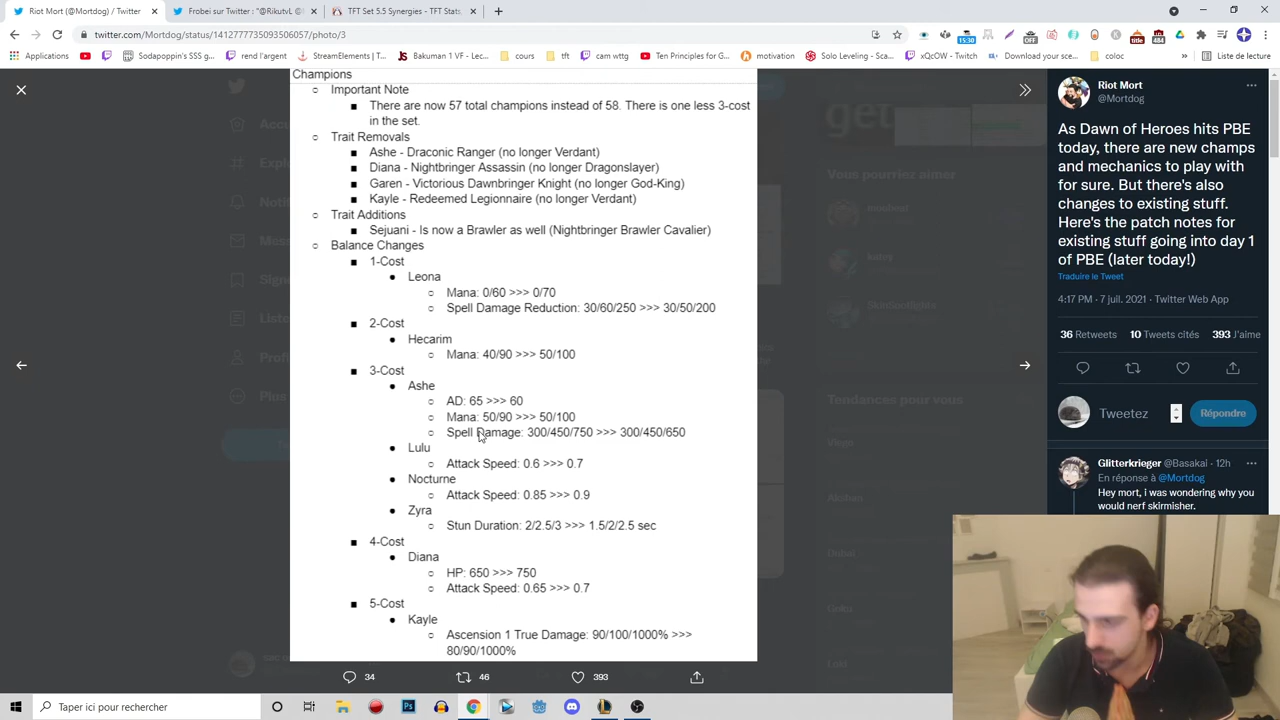 Riot Mort (@Mortdog) / Twitter
Frobei sur Twitter : "@RikutvL @
TFT Set 5.5 Synergies - TFT Stats,
twitter.com/Mortdog/status/1412777735093506057/photo/3
Applications
Sodapoppin's SSS g...
rend l'argent
StreamElements - T...
Bakuman 1 VF - Lec...
cours
tft
cam wttg
Ten Principles for G...
motivation
Solo Leveling - Sca...
xQcOW - Twitch
Download your sce...
coloc
Liste de lecture
Champions
Important Note
There are now 57 total champions instead of 58. There is one less 3-cost
in the set.
Trait Removals
Ashe - Draconic Ranger (no longer Verdant)
Diana - Nightbringer Assassin (no longer Dragonslayer)
Garen - Victorious Dawnbringer Knight (no longer God-King)
Kayle - Redeemed Legionnaire (no longer Verdant)
Trait Additions
Sejuani - Is now a Brawler as well (Nightbringer Brawler Cavalier)
Balance Changes
1-Cost
Leona
Mana: 0/60 >>> 0/70
Spell Damage Reduction: 30/60/250 >>> 30/50/200
2-Cost
Hecarim
Mana: 40/90 >>> 50/100
3-Cost
Ashe
AD: 65 >>> 60
Mana: 50/90 >>> 50/100
Spell Damage: 300/450/750 >>> 300/450/650
Lulu
Attack Speed: 0.6 >>> 0.7
Nocturne
Attack Speed: 0.85 >>> 0.9
Zyra
Stun Duration: 2/2.5/3 >>> 1.5/2/2.5 sec
4-Cost
Diana
HP: 650 >>> 750
Attack Speed: 0.65 >>> 0.7
5-Cost
Kayle
Ascension 1 True Damage: 90/100/1000% >>>
80/90/1000%
34
46
393
get
Vous pourriez aimer
Tendances pour vous
Riot Mort
@Mortdog
As Dawn of Heroes hits PBE
today, there are new champs
and mechanics to play with
for sure. But there's also
changes to existing stuff.
Here's the patch notes for
existing stuff going into day 1
of PBE (later today!)
Traduire le Tweet
4:17 PM · 7 juil. 2021 · Twitter Web App
36 Retweets 10 Tweets cités 393 J'aime
Tweetez
Répondre
Glitterkrieger @Basakal · 12h
En réponse à @Mortdog
Hey mort, i was wondering why you
would nerf skirmisher.
Taper ici pour rechercher